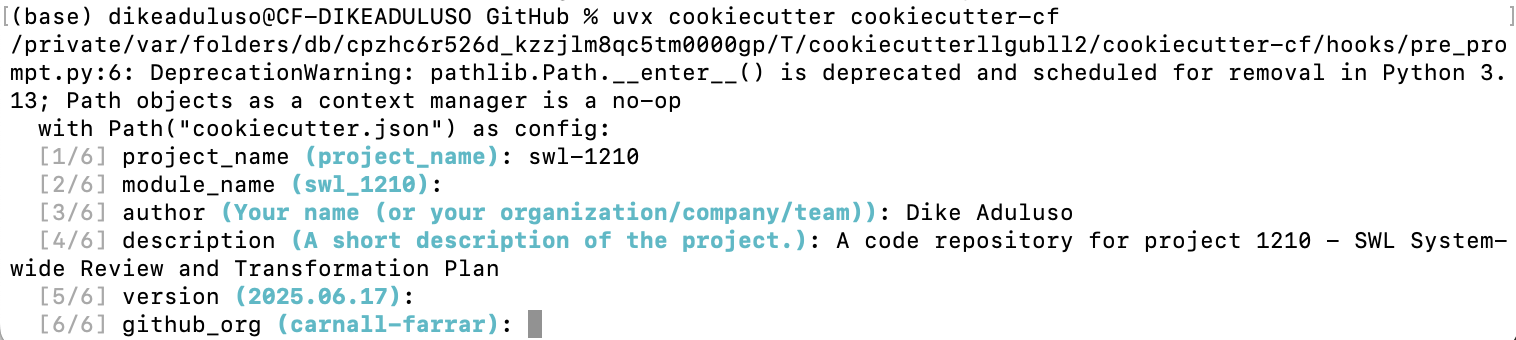 (base) dikeaduluso@CF-DIKEADULUSO GitHub % uvx cookiecutter cookiecutter-cf
/private/var/folders/db/cpzhc6r526d_kzzjlm8qc5tm0000gp/T/cookiecutterllgubll2/cookiecutter-cf/hooks/pre_pro
mpt.py:6: DeprecationWarning: pathlib.Path.__enter__() is deprecated and scheduled for removal in Python 3.
13; Path objects as a context manager is a no-op
  with Path("cookiecutter.json") as config:
  [1/6] project_name (project_name): swl-1210
  [2/6] module_name (swl_1210):
  [3/6] author (Your name (or your organization/company/team)): Dike Aduluso
  [4/6] description (A short description of the project.): A code repository for project 1210 - SWL System-
wide Review and Transformation Plan
  [5/6] version (2025.06.17):
  [6/6] github_org (carnall-farrar):